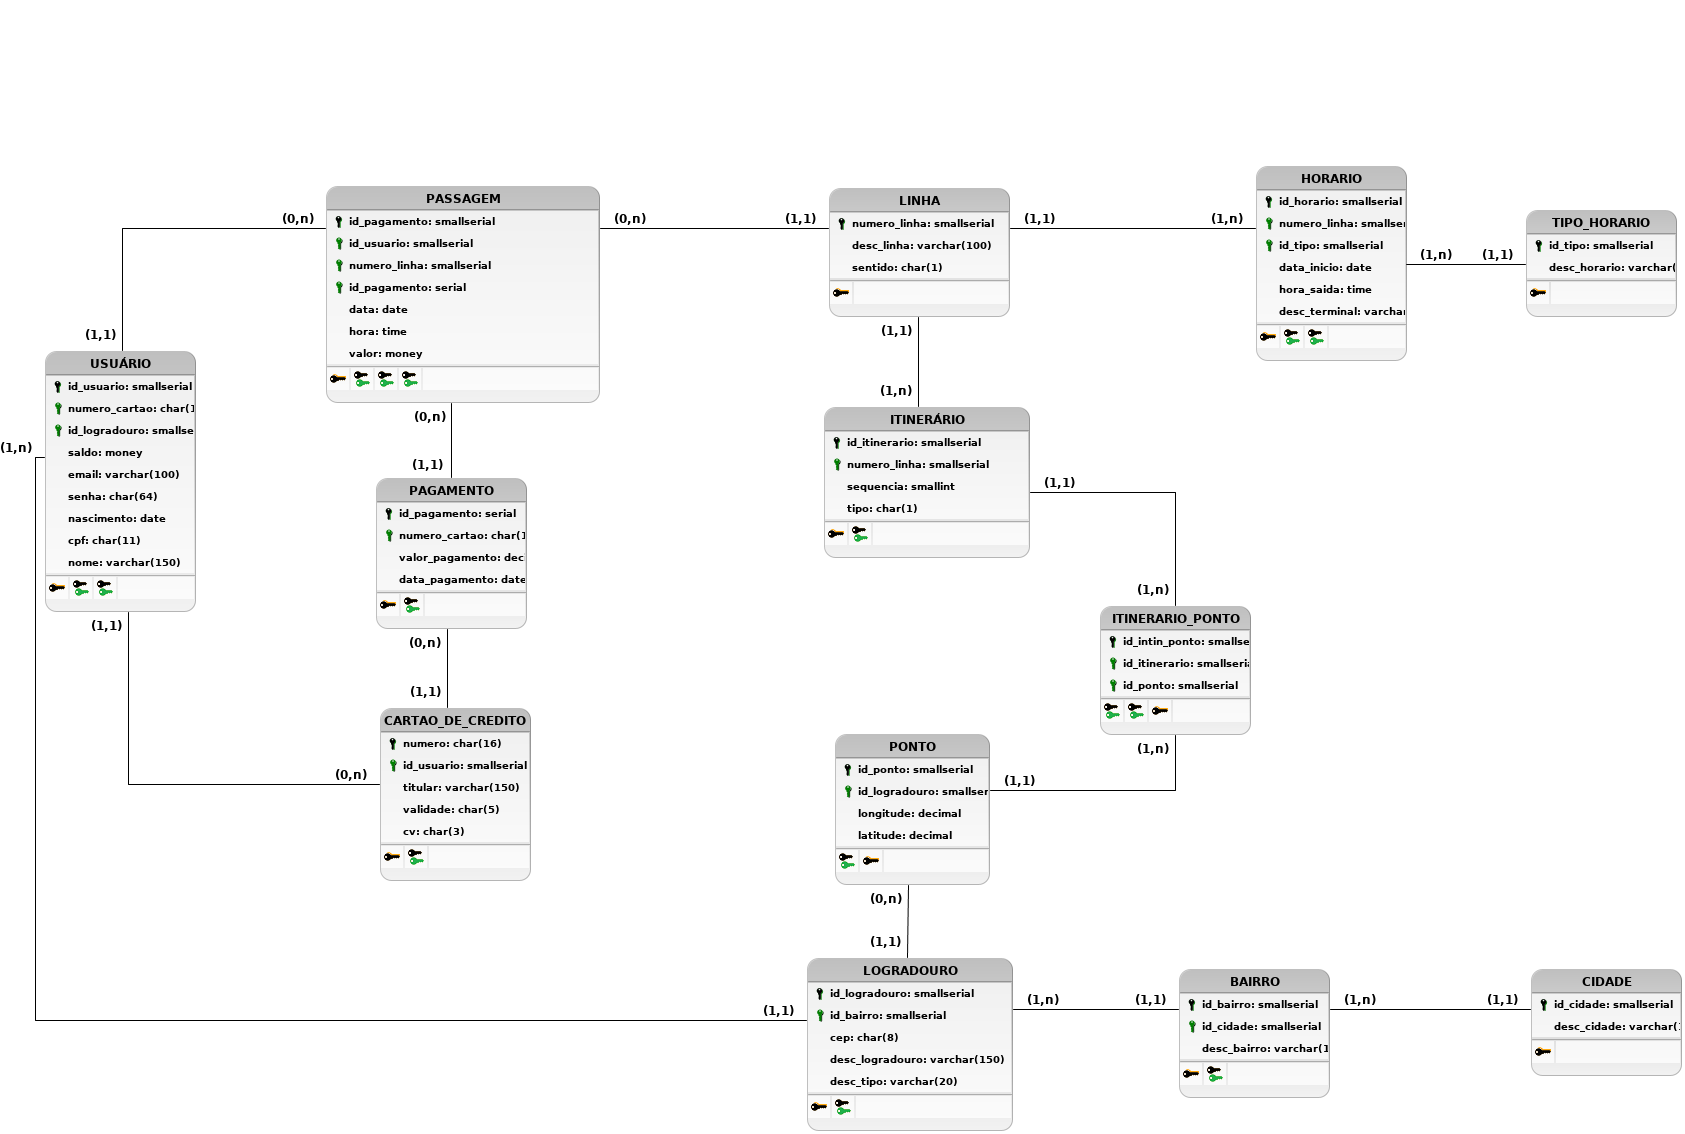 PASSAGEM
id_pagamento: smallserial
id_usuario: smallserial
numero_linha: smallserial
id_pagamento: serial
data: date
hora: time
valor: money
(0,n)
(0,n)
(0,n)
(1,1)
LINHA
numero_linha: smallserial
desc_linha: varchar(100)
sentido: char(1)
(1,1)
(1,1)
(1,1)
(1,n)
HORARIO
id_horario: smallserial
numero_linha: smallser
id_tipo: smallserial
data_inicio: date
hora_saida: time
desc_terminal: varchar
(1,n)
(1,1)
TIPO_HORARIO
id_tipo: smallserial
desc_horario: varchar(
USUÁRIO
id_usuario: smallserial
numero_cartao: char(1
id_logradouro: smallse
saldo: money
email: varchar(100)
senha: char(64)
nascimento: date
cpf: char(11)
nome: varchar(150)
(1,n)
(1,1)
(1,1)
PAGAMENTO
id_pagamento: serial
numero_cartao: char(1
valor_pagamento: dec
data_pagamento: date
(0,n)
(1,1)
CARTAO_DE_CREDITO
numero: char(16)
id_usuario: smallserial
titular: varchar(150)
validade: char(5)
cv: char(3)
(0,n)
(1,n)
ITINERÁRIO
id_itinerario: smallserial
numero_linha: smallserial
sequencia: smallint
tipo: char(1)
(1,1)
(1,n)
ITINERARIO_PONTO
id_intin_ponto: smallse
id_itinerario: smallseria
id_ponto: smallserial
(1,n)
PONTO
id_ponto: smallserial
id_logradouro: smallser
longitude: decimal
latitude: decimal
(1,1)
(0,n)
(1,1)
(1,1)
LOGRADOURO
id_logradouro: smallserial
id_bairro: smallserial
cep: char(8)
desc_logradouro: varchar(150)
desc_tipo: varchar(20)
(1,n)
(1,1)
BAIRRO
id_bairro: smallserial
id_cidade: smallserial
desc_bairro: varchar(1
(1,n)
(1,1)
CIDADE
id_cidade: smallserial
desc_cidade: varchar(